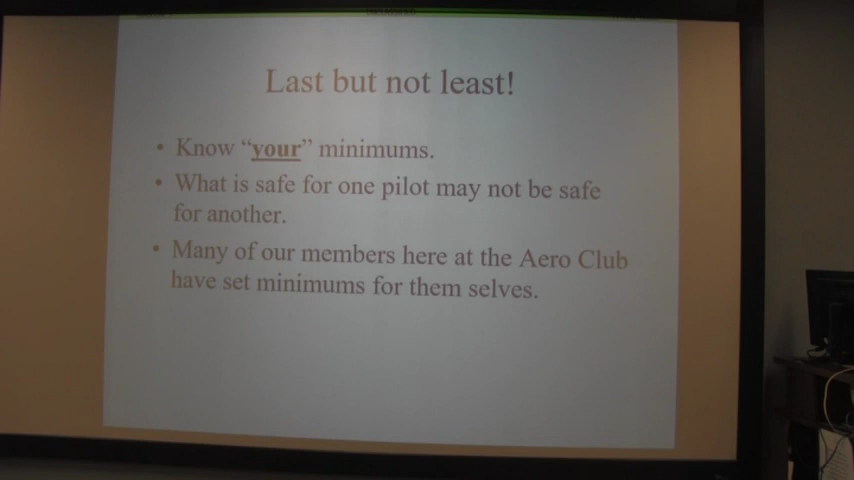 Last but not least!
• Know “your” minimums.
• What is safe for one pilot may not be safe
for another.
• Many of our members here at the Aero Club
have set minimums for them selves.